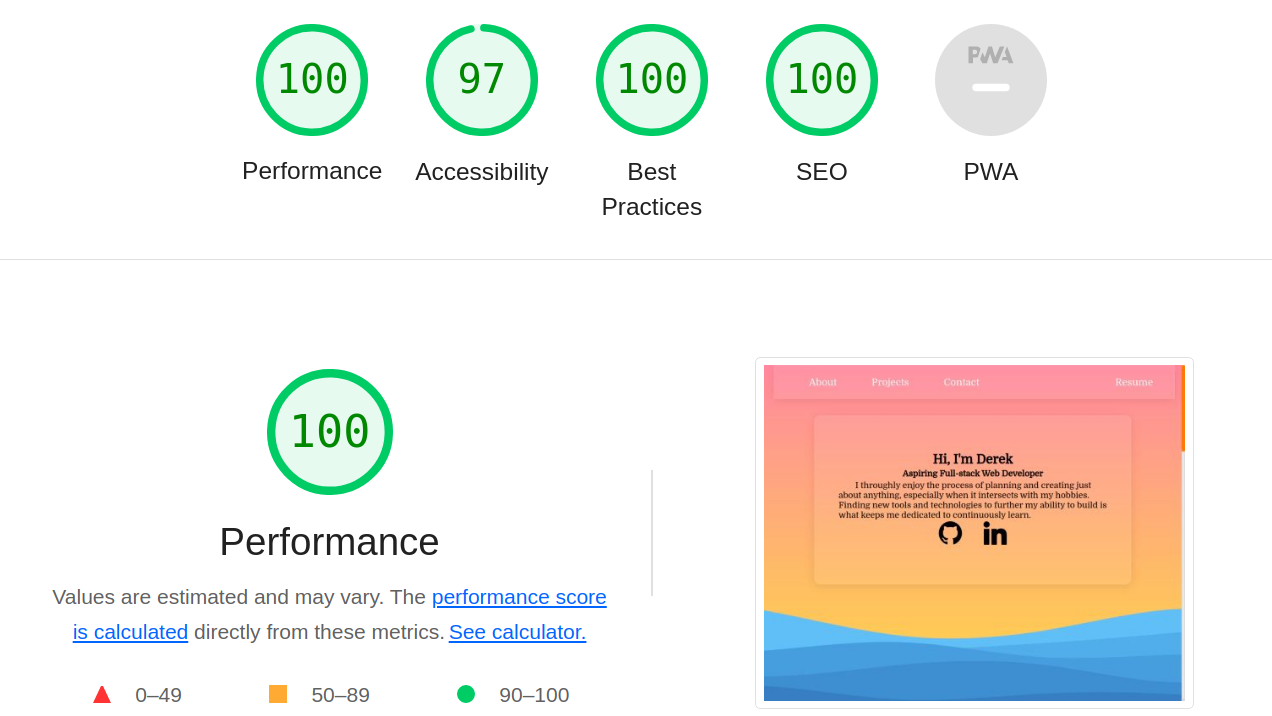 100
97
100
100
PWA
Performance
Accessibility
Best
Practices
SEO
PWA
100
Performance
Values are estimated and may vary. The performance score
is calculated directly from these metrics. See calculator.
0–49
50–89
90–100
About
Projects
Contact
Resume
Hi, I'm Derek
Aspiring Full-stack Web Developer
I throughly enjoy the process of planning and creating just
about anything, especially when it intersects with my hobbies.
Finding new tools and technologies to further my ability to build is
what keeps me dedicated to continuously learn.
in